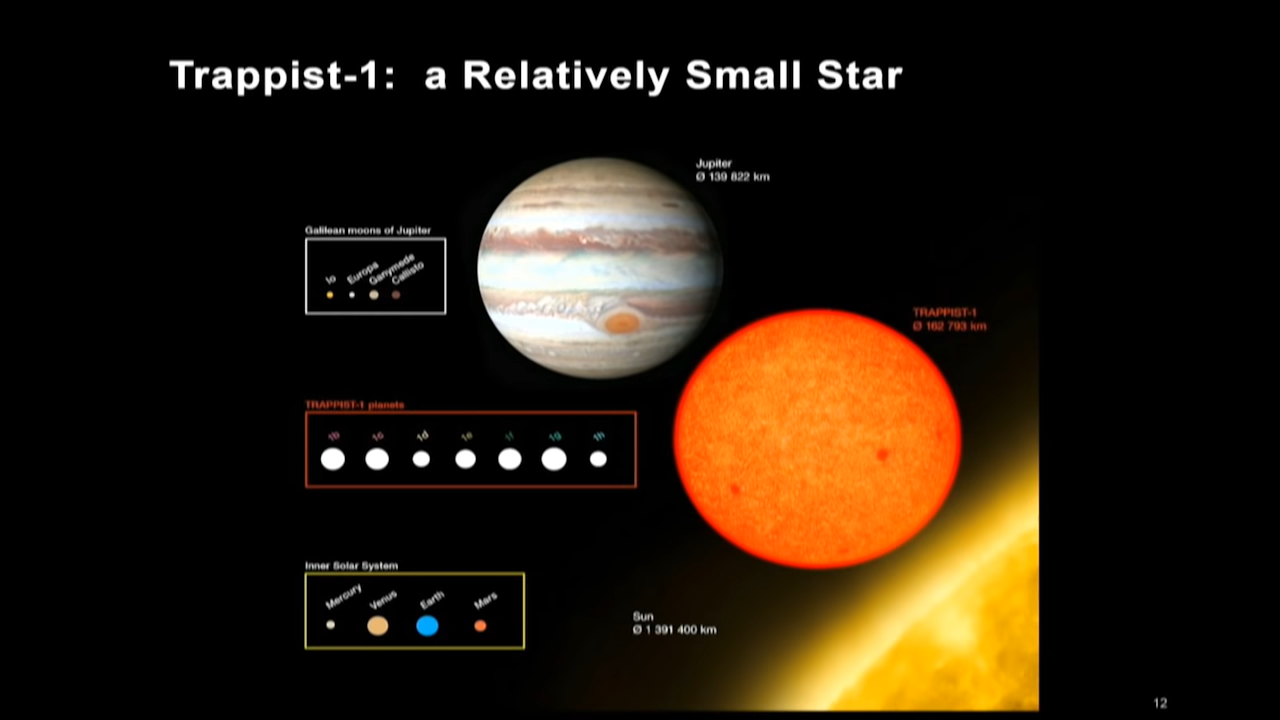 Trappist-1: a Relatively Small Star
Jupiter
Ø 139 822 km
Galilean moons of Jupiter
Io Europa Ganymede Callisto
TRAPPIST-1
Ø 162 793 km
TRAPPIST-1 planets
1b 1c 1d 1e 1f 1g 1h
Inner Solar System
Mercury Venus Earth Mars
Sun
Ø 1 391 400 km
12